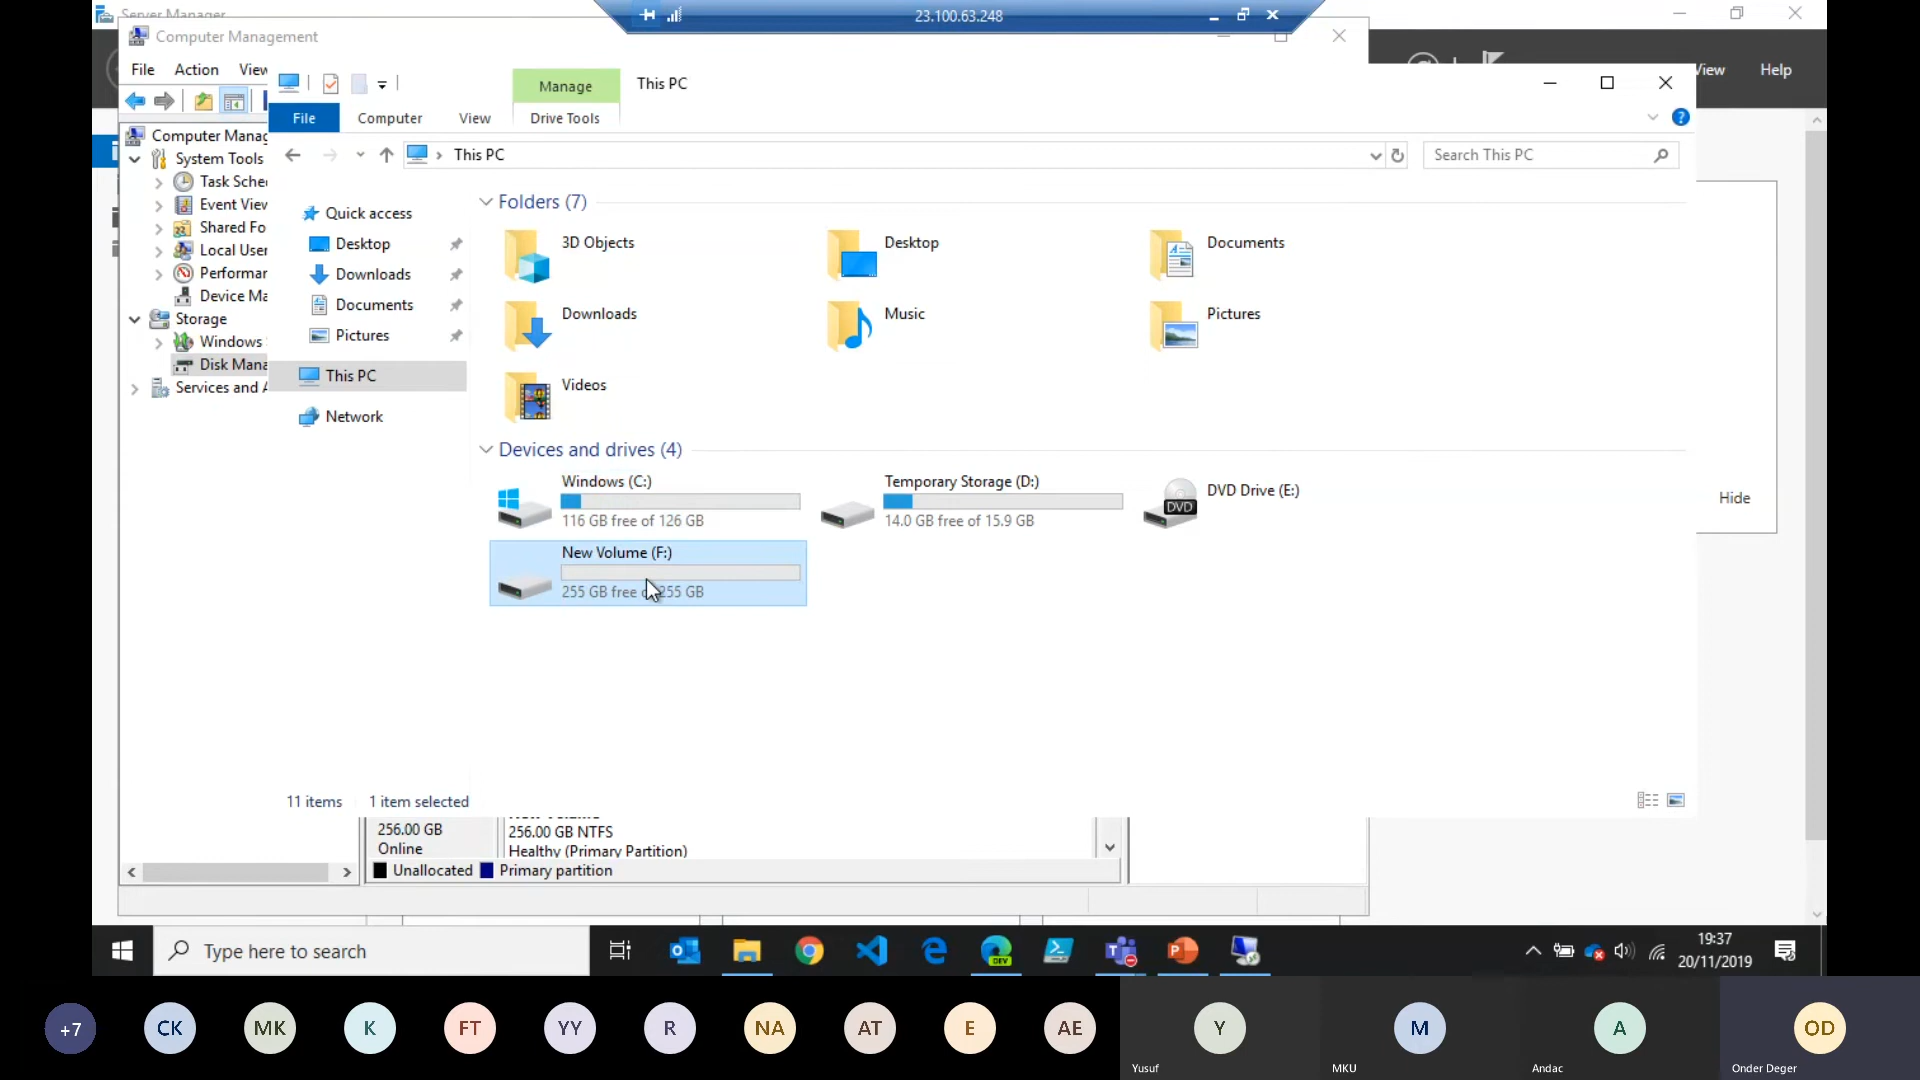 Server Manager
23.100.63.248
Computer Management
File Action View
View Help
Manage
This PC
File Computer View Drive Tools
This PC
Search This PC
Computer Manag
System Tools
Task Sche
Event View
Shared Fo
Local User
Performar
Device Ma
Storage
Windows
Disk Mana
Services and A
Quick access
Desktop
Downloads
Documents
Pictures
This PC
Network
Folders (7)
3D Objects
Desktop
Documents
Downloads
Music
Pictures
Videos
Devices and drives (4)
Windows (C:)
116 GB free of 126 GB
Temporary Storage (D:)
14.0 GB free of 15.9 GB
DVD
DVD Drive (E:)
New Volume (F:)
255 GB free 255 GB
Hide
11 items 1 item selected
256.00 GB
Online
256.00 GB NTFS
Healthy (Primary Partition)
Unallocated Primary partition
Type here to search
DEV
19:37
20/11/2019
+7 CK MK K FT YY R NA AT E AE Y M A OD
Yusuf MKU Andac Onder Deger